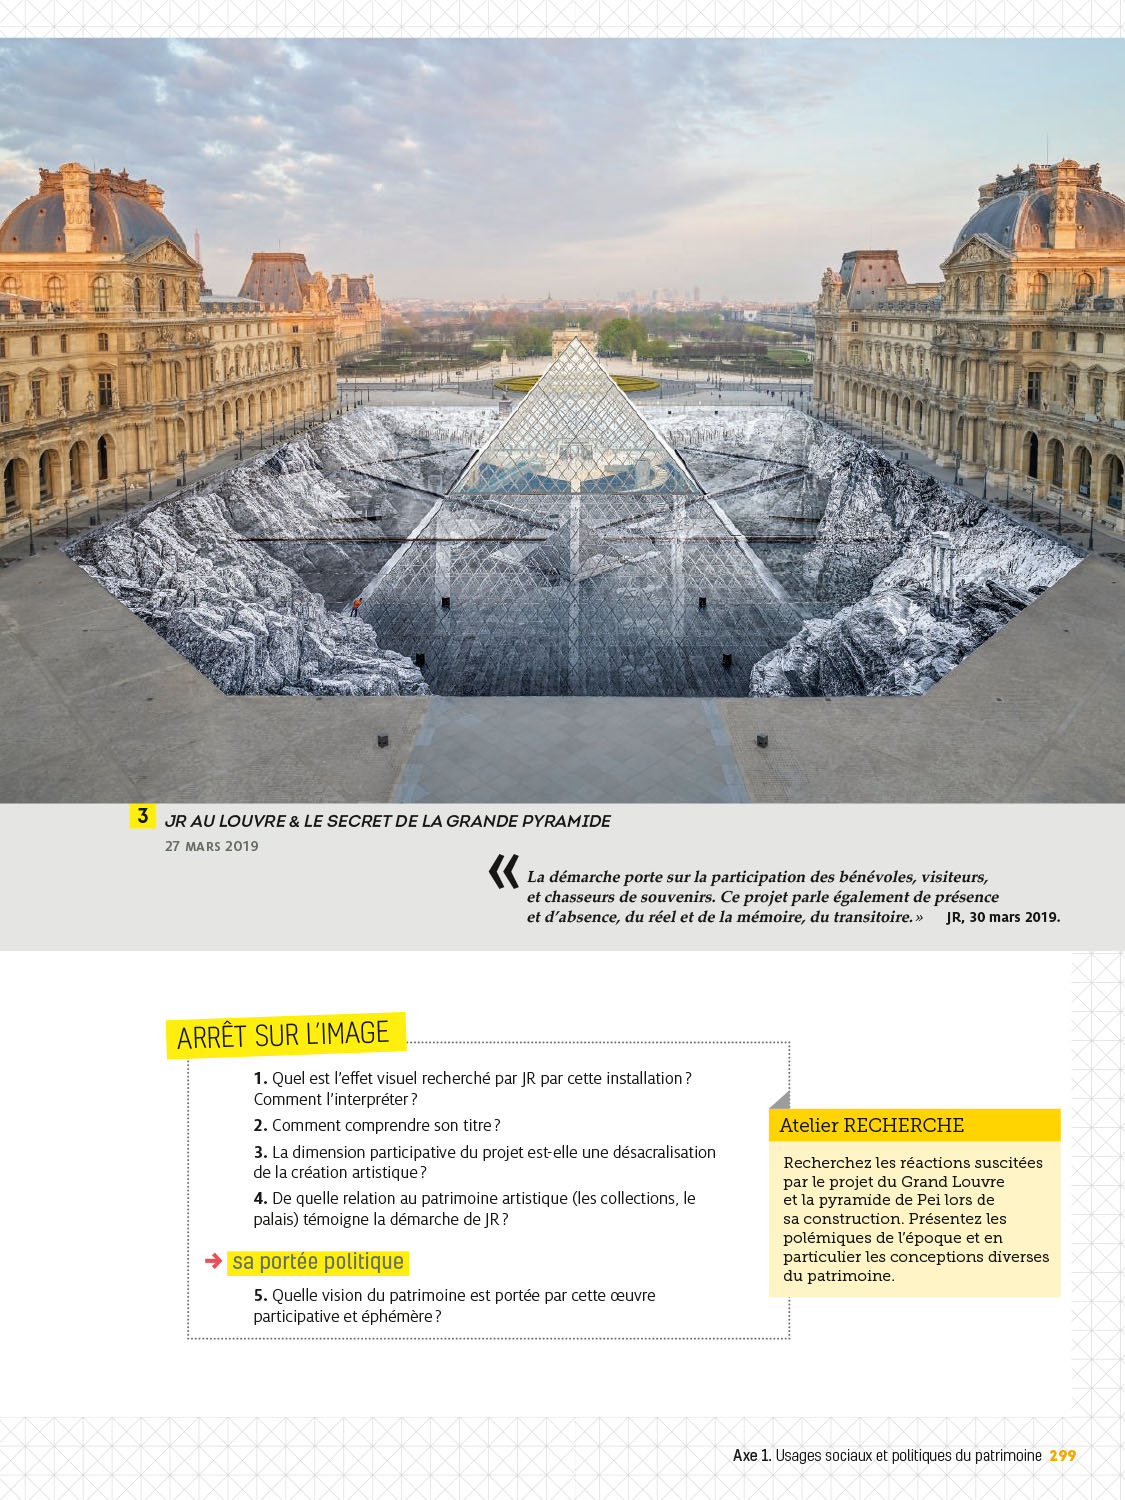 3 JR AU LOUVRE & LE SECRET DE LA GRANDE PYRAMIDE
27 MARS 2019
« La démarche porte sur la participation des bénévoles, visiteurs,
et chasseurs de souvenirs. Ce projet parle également de présence
et d'absence, du réel et de la mémoire, du transitoire. » JR, 30 mars 2019.
ARRÊT SUR L'IMAGE
1. Quel est l'effet visuel recherché par JR par cette installation ?
Comment l'interpréter ?
2. Comment comprendre son titre ?
3. La dimension participative du projet est-elle une désacralisation
de la création artistique ?
4. De quelle relation au patrimoine artistique (les collections, le
palais) témoigne la démarche de JR ?
→ sa portée politique
5. Quelle vision du patrimoine est portée par cette œuvre
participative et éphémère ?
Atelier RECHERCHE
Recherchez les réactions suscitées
par le projet du Grand Louvre
et la pyramide de Pei lors de
sa construction. Présentez les
polémiques de l'époque et en
particulier les conceptions diverses
du patrimoine.
Axe 1. Usages sociaux et politiques du patrimoine 299